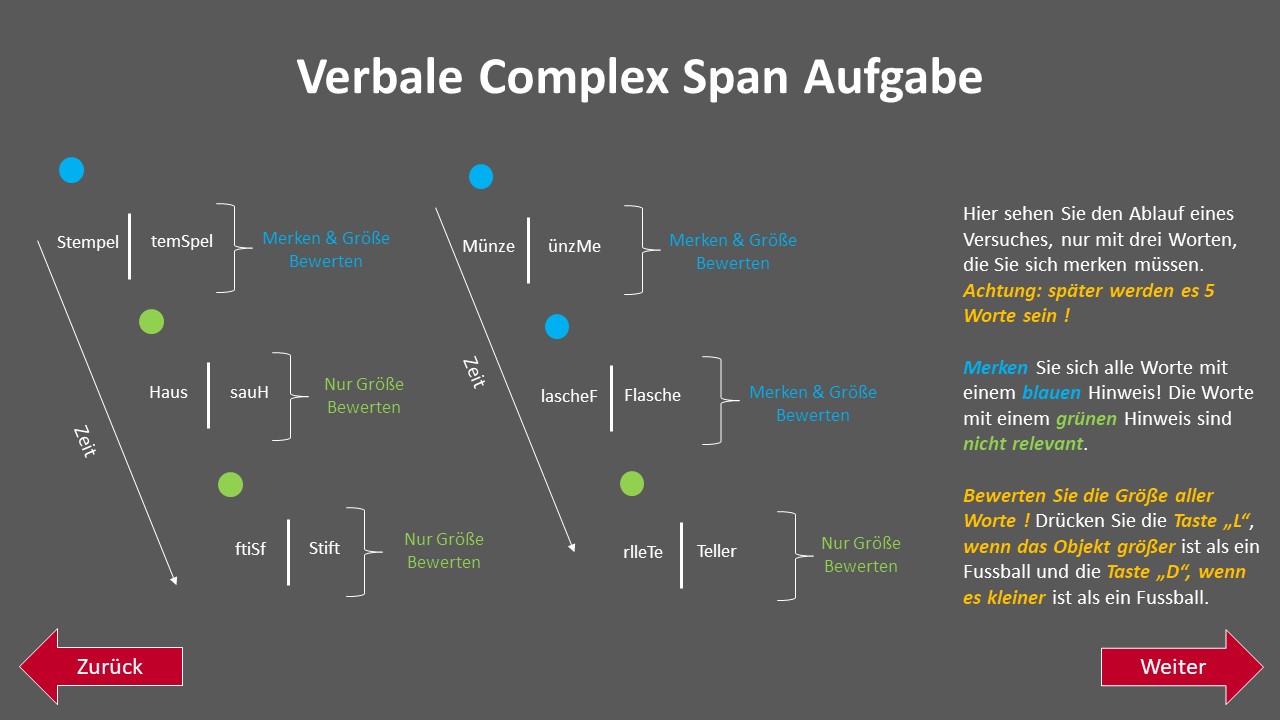 Verbale Complex Span Aufgabe
Stempel
temSpel
Merken & Größe
Bewerten
Haus
sauH
Nur Größe
Bewerten
Zeit
ftiSf
Stift
Nur Größe
Bewerten
Münze
ünzMe
Merken & Größe
Bewerten
Zeit
lascheF
Flasche
Merken & Größe
Bewerten
rlleTe
Teller
Nur Größe
Bewerten
Hier sehen Sie den Ablauf eines
Versuches, nur mit drei Worten,
die Sie sich merken müssen.
Achtung: später werden es 5
Worte sein !
Merken Sie sich alle Worte mit
einem blauen Hinweis! Die Worte
mit einem grünen Hinweis sind
nicht relevant.
Bewerten Sie die Größe aller
Worte ! Drücken Sie die Taste „L“,
wenn das Objekt größer ist als ein
Fussball und die Taste „D“, wenn
es kleiner ist als ein Fussball.
Zurück
Weiter